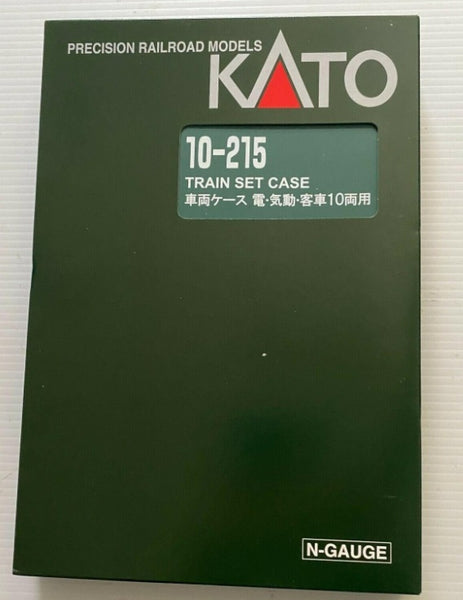 PRECISION RAILROAD MODELS
KATO
10-215
TRAIN SET CASE
車両ケース 電・気動・客車10両用
N-GAUGE